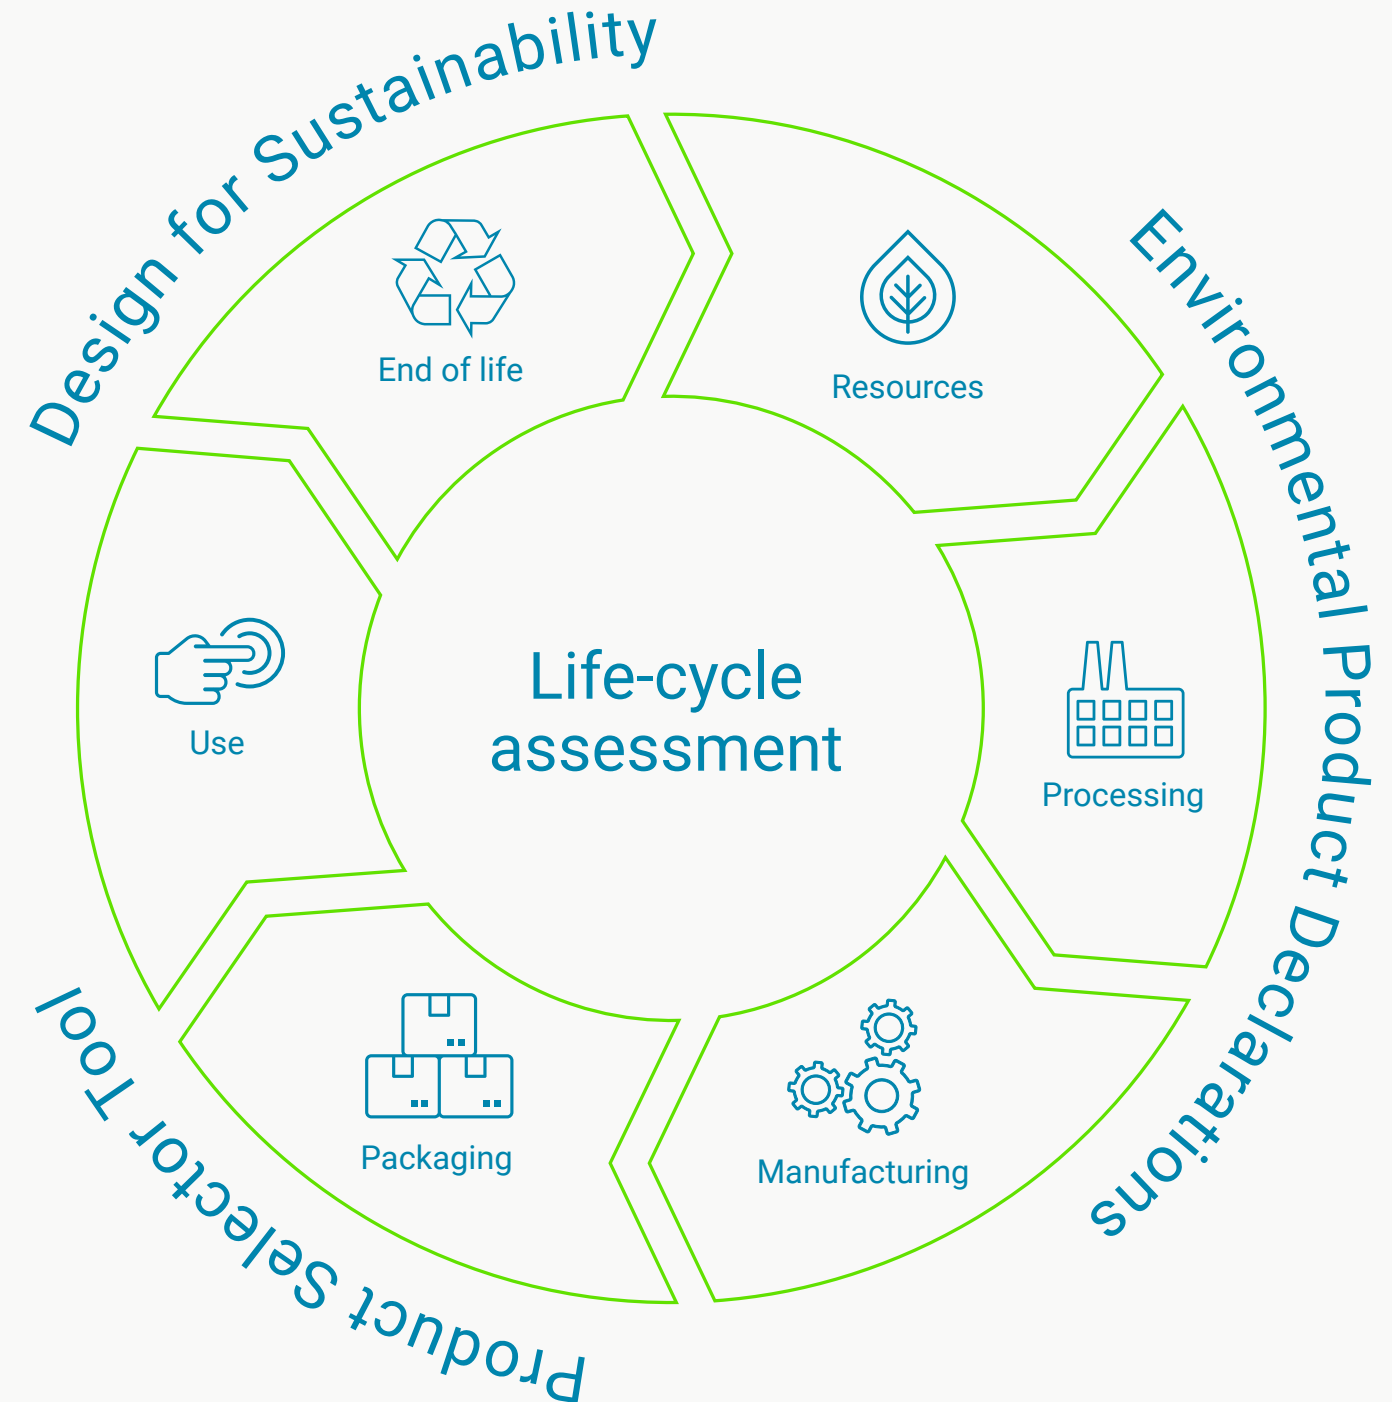 Design for Sustainability
Environmental Product Declarations
Product Selector Tool
End of life
Resources
Use
Life-cycle
assessment
Processing
Packaging
Manufacturing